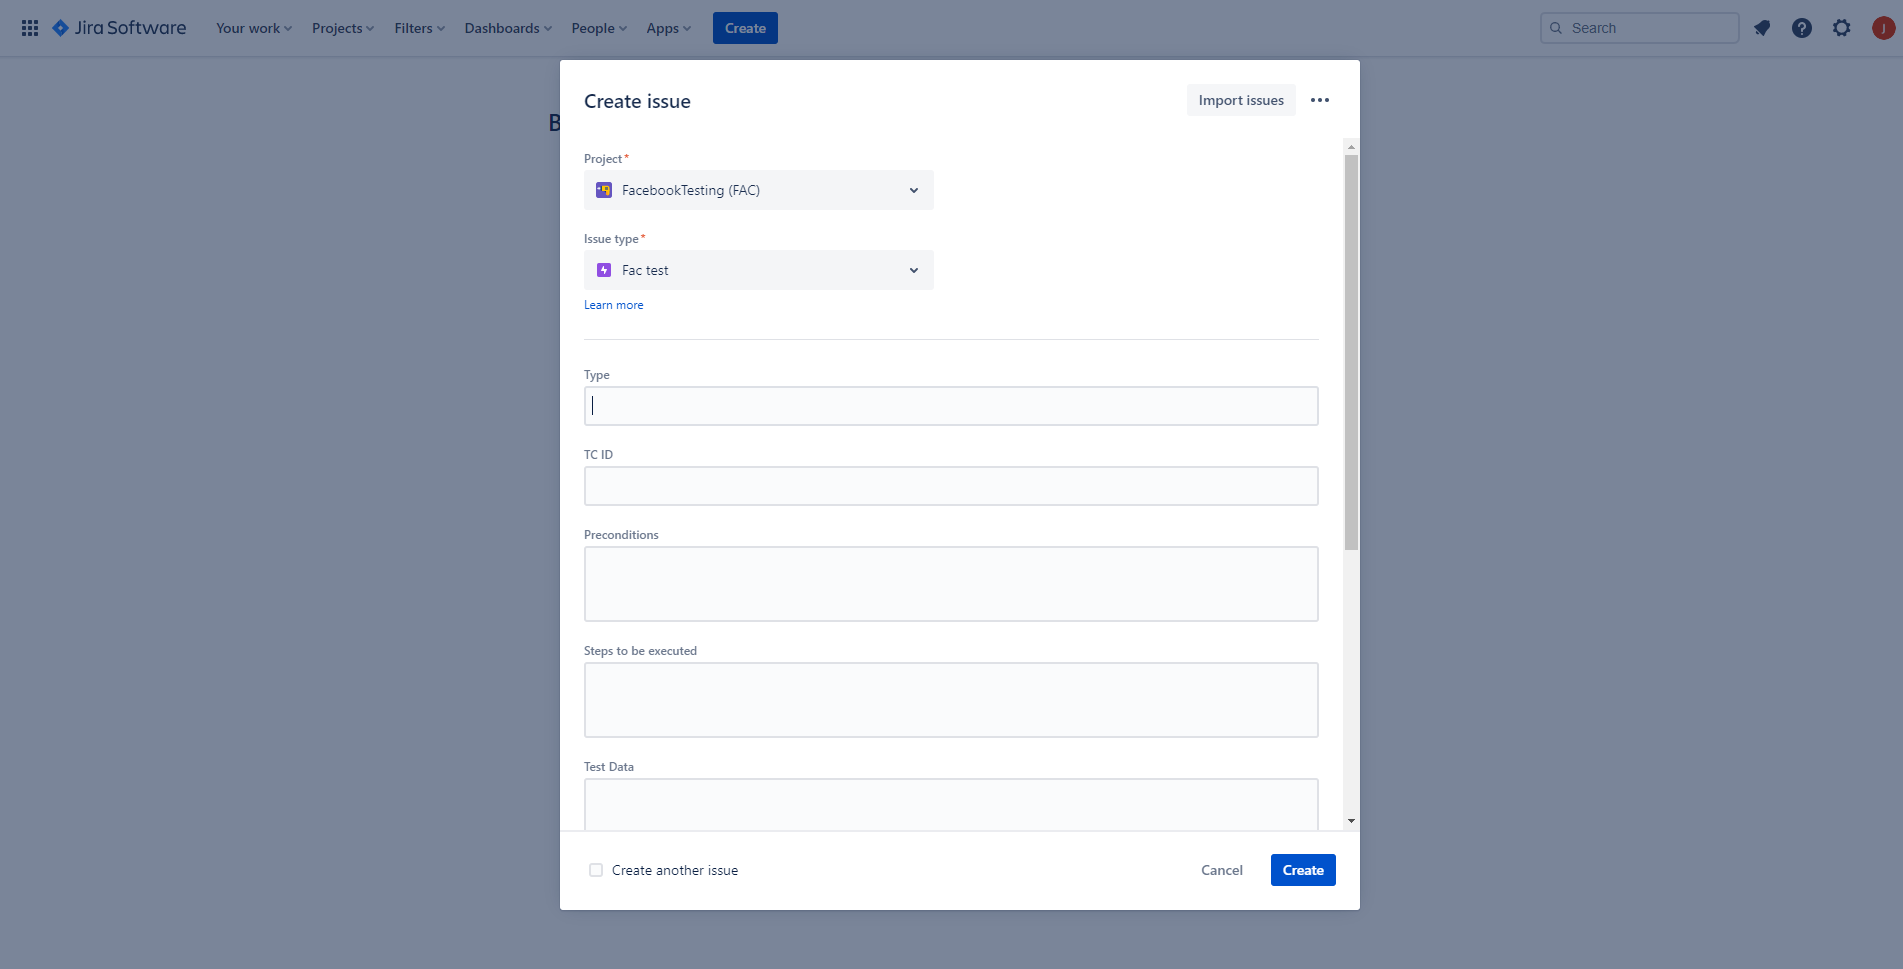 Jira Software Your work Projects Filters Dashboards People Apps Create Search J
B
Create issue Import issues
Project*
FacebookTesting (FAC)
Issue type*
Fac test
Learn more
Type
TC ID
Preconditions
Steps to be executed
Test Data
Create another issue Cancel Create